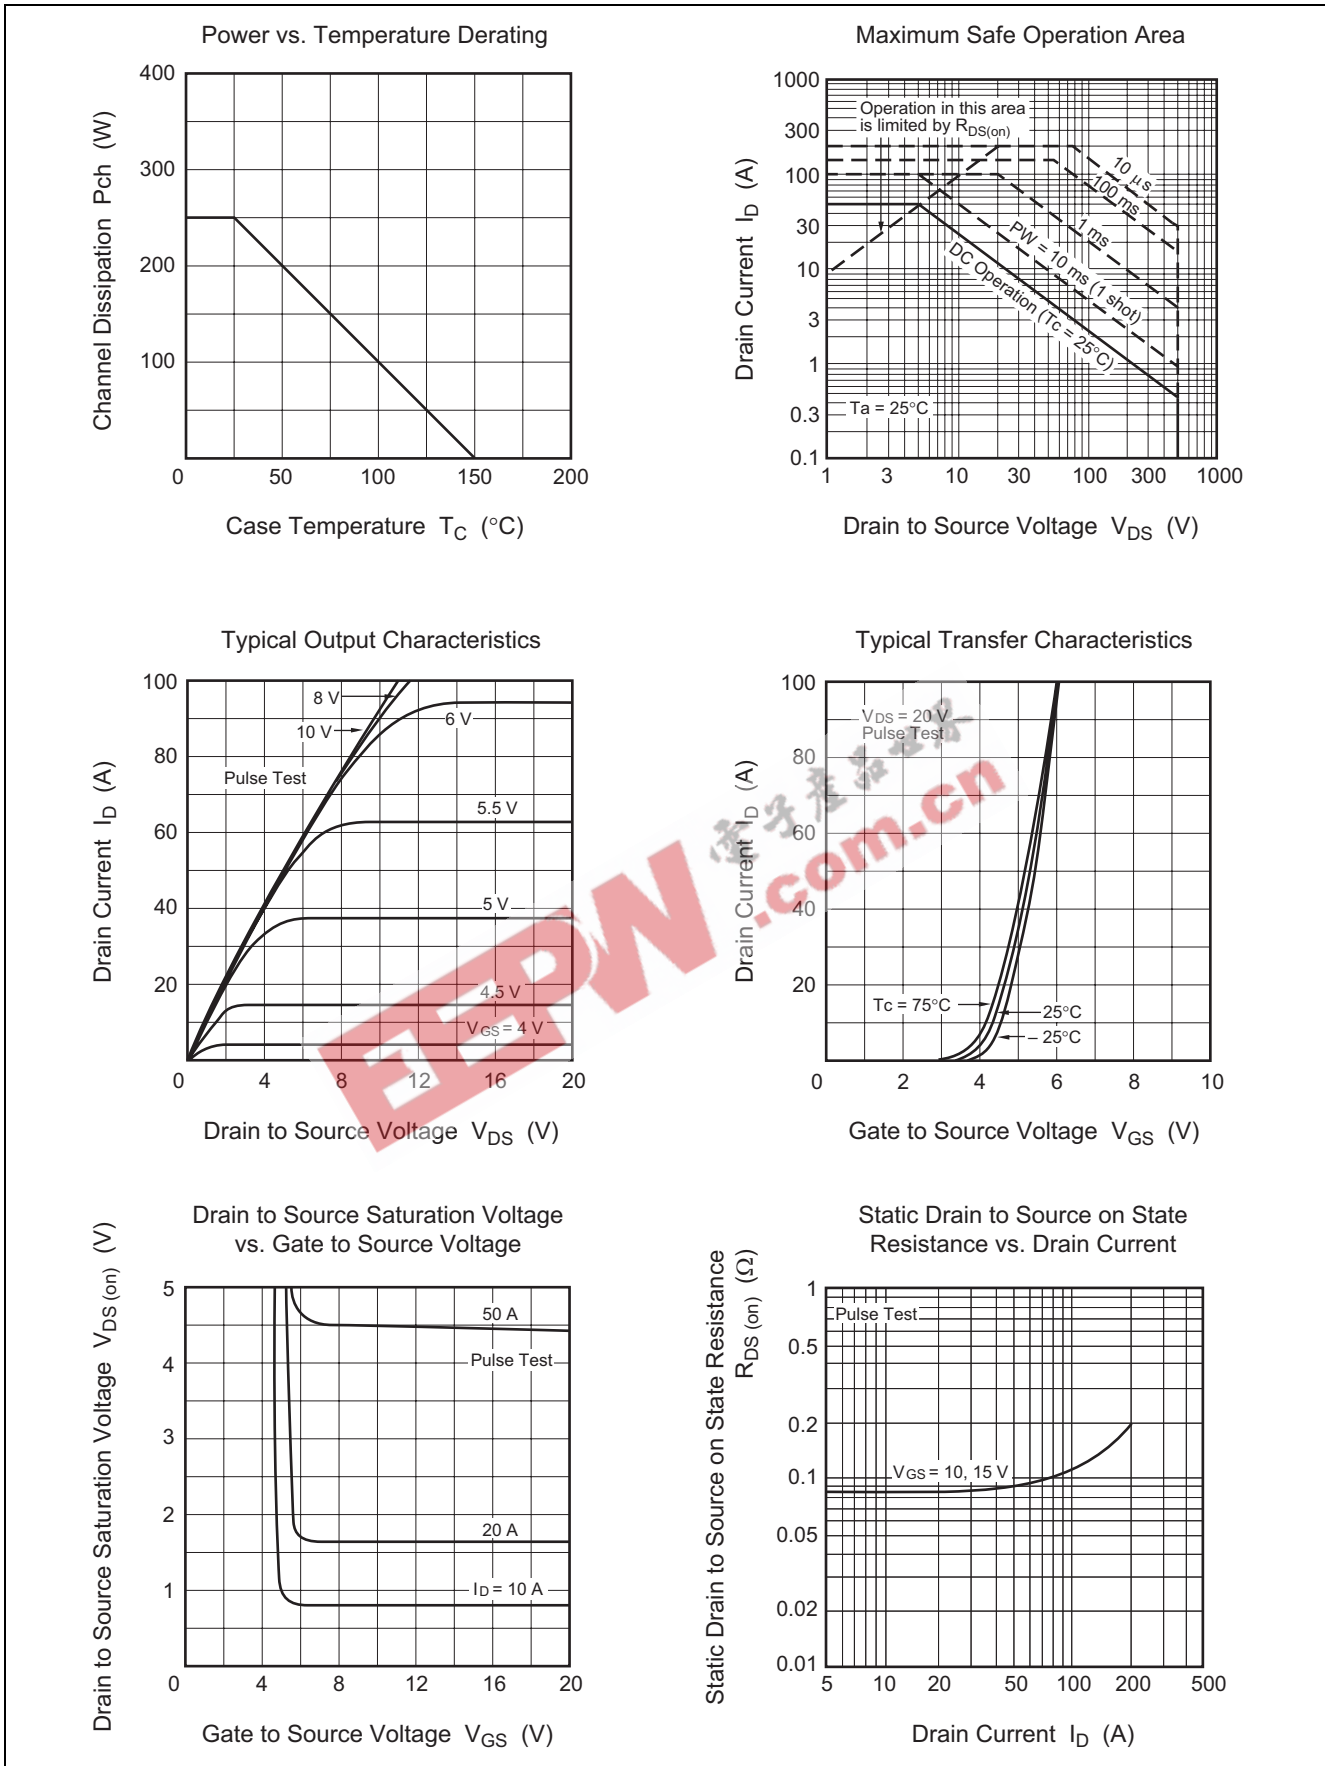 Power vs. Temperature Derating
Channel Dissipation Pch (W)
400
300
200
100
0
50
100
150
200
Case Temperature TC (°C)
Maximum Safe Operation Area
Drain Current ID (A)
1000
300
100
30
10
3
1
0.3
0.1
Operation in this area
is limited by RDS(on)
10 µs
100 ms
1 ms
PW = 10 ms (1 shot)
DC Operation (Tc = 25°C)
Ta = 25°C
1
3
10
30
100
300
1000
Drain to Source Voltage VDS (V)
Typical Output Characteristics
Drain Current ID (A)
100
80
60
40
20
8 V
10 V
6 V
Pulse Test
5.5 V
5 V
4.5 V
VGS = 4 V
0
4
8
12
16
20
Drain to Source Voltage VDS (V)
Typical Transfer Characteristics
Drain Current ID (A)
100
80
60
40
20
VDS = 20 V
Pulse Test
Tc = 75°C
25°C
– 25°C
0
2
4
6
8
10
Gate to Source Voltage VGS (V)
EEPW
.com.cn
電子產品世界
Drain to Source Saturation Voltage
vs. Gate to Source Voltage
Drain to Source Saturation Voltage VDS (on) (V)
5
4
3
2
1
50 A
Pulse Test
20 A
ID = 10 A
0
4
8
12
16
20
Gate to Source Voltage VGS (V)
Static Drain to Source on State
Resistance vs. Drain Current
Static Drain to Source on State Resistance
RDS (on) (Ω)
1
0.5
0.2
0.1
0.05
0.02
0.01
Pulse Test
VGS = 10, 15 V
5
10
20
50
100
200
500
Drain Current ID (A)